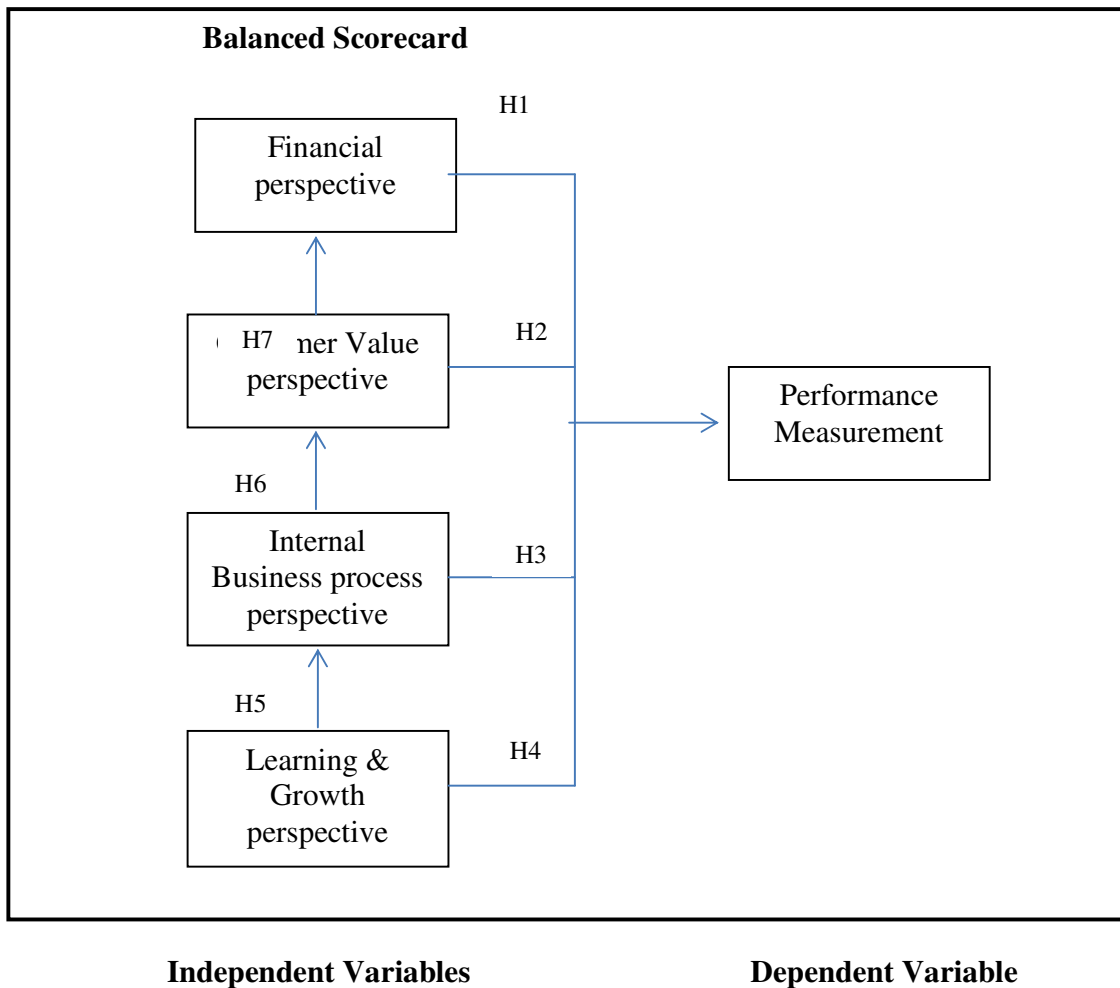 Balanced Scorecard
H1
Financial
perspective
H7
mer Value
perspective
H2
Performance
Measurement
H6
Internal
Business process
perspective
H3
H5
Learning &
Growth
perspective
H4
Independent Variables
Dependent Variable